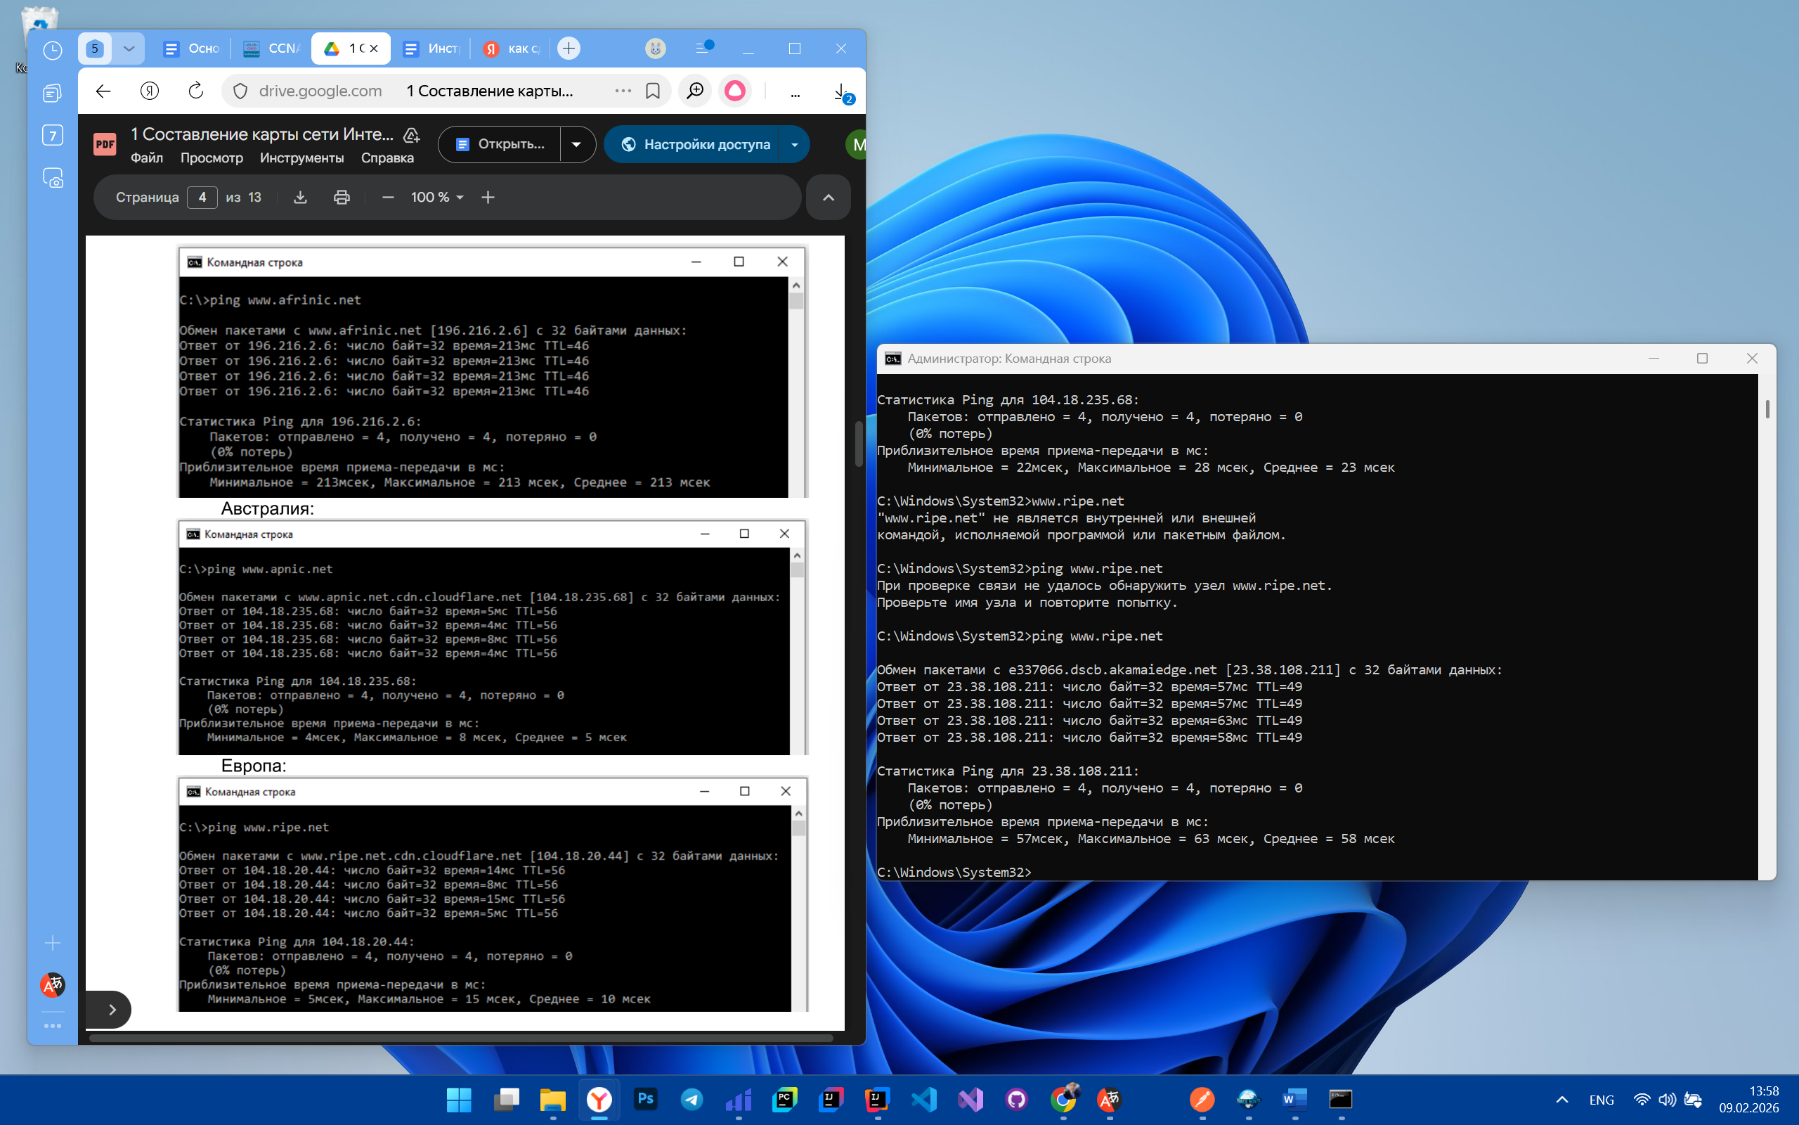 5
Осно
CCNA
1 С
Инст
как с
drive.google.com
1 Составление карты...
2
7
PDF
1 Составление карты сети Инте...
Файл Просмотр Инструменты Справка
Открыть...
Настройки доступа
M
Страница 4 из 13
100 %
Командная строка
C:\>ping www.afrinic.net
Обмен пакетами с www.afrinic.net [196.216.2.6] с 32 байтами данных:
Ответ от 196.216.2.6: число байт=32 время=213мс TTL=46
Ответ от 196.216.2.6: число байт=32 время=213мс TTL=46
Ответ от 196.216.2.6: число байт=32 время=213мс TTL=46
Ответ от 196.216.2.6: число байт=32 время=213мс TTL=46
Статистика Ping для 196.216.2.6:
Пакетов: отправлено = 4, получено = 4, потеряно = 0
(0% потерь)
Приблизительное время приема-передачи в мс:
Минимальное = 213мсек, Максимальное = 213 мсек, Среднее = 213 мсек
Австралия:
Командная строка
C:\>ping www.apnic.net
Обмен пакетами с www.apnic.net.cdn.cloudflare.net [104.18.235.68] с 32 байтами данных:
Ответ от 104.18.235.68: число байт=32 время=5мс TTL=56
Ответ от 104.18.235.68: число байт=32 время=4мс TTL=56
Ответ от 104.18.235.68: число байт=32 время=8мс TTL=56
Ответ от 104.18.235.68: число байт=32 время=4мс TTL=56
Статистика Ping для 104.18.235.68:
Пакетов: отправлено = 4, получено = 4, потеряно = 0
(0% потерь)
Приблизительное время приема-передачи в мс:
Минимальное = 4мсек, Максимальное = 8 мсек, Среднее = 5 мсек
Европа:
Командная строка
C:\>ping www.ripe.net
Обмен пакетами с www.ripe.net.cdn.cloudflare.net [104.18.20.44] с 32 байтами данных:
Ответ от 104.18.20.44: число байт=32 время=14мс TTL=56
Ответ от 104.18.20.44: число байт=32 время=8мс TTL=56
Ответ от 104.18.20.44: число байт=32 время=15мс TTL=56
Ответ от 104.18.20.44: число байт=32 время=5мс TTL=56
Статистика Ping для 104.18.20.44:
Пакетов: отправлено = 4, получено = 4, потеряно = 0
(0% потерь)
Приблизительное время приема-передачи в мс:
Минимальное = 5мсек, Максимальное = 15 мсек, Среднее = 10 мсек
Администратор: Командная строка
Статистика Ping для 104.18.235.68:
Пакетов: отправлено = 4, получено = 4, потеряно = 0
(0% потерь)
Приблизительное время приема-передачи в мс:
Минимальное = 22мсек, Максимальное = 28 мсек, Среднее = 23 мсек
C:\Windows\System32>www.ripe.net
"www.ripe.net" не является внутренней или внешней
командой, исполняемой программой или пакетным файлом.
C:\Windows\System32>ping www.ripe.net
При проверке связи не удалось обнаружить узел www.ripe.net.
Проверьте имя узла и повторите попытку.
C:\Windows\System32>ping www.ripe.net
Обмен пакетами с e337066.dscb.akamaiedge.net [23.38.108.211] с 32 байтами данных:
Ответ от 23.38.108.211: число байт=32 время=57мс TTL=49
Ответ от 23.38.108.211: число байт=32 время=57мс TTL=49
Ответ от 23.38.108.211: число байт=32 время=63мс TTL=49
Ответ от 23.38.108.211: число байт=32 время=58мс TTL=49
Статистика Ping для 23.38.108.211:
Пакетов: отправлено = 4, получено = 4, потеряно = 0
(0% потерь)
Приблизительное время приема-передачи в мс:
Минимальное = 57мсек, Максимальное = 63 мсек, Среднее = 58 мсек
C:\Windows\System32>
ENG
13:58
09.02.2026